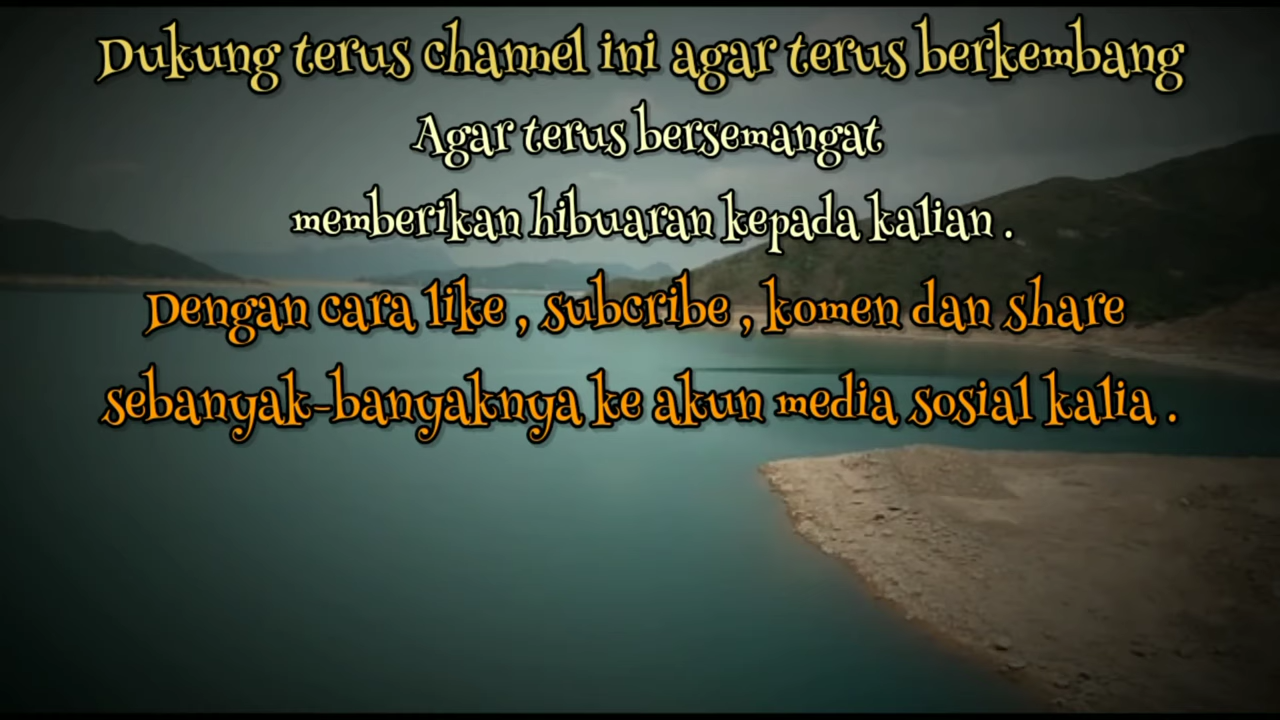 Dukung terus channel ini agar terus berkembang
Agar terus bersemangat
memberikan hibuaran kepada kalian .
Dengan cara like , subcribe , komen dan share
sebanyak-banyaknya ke akun media sosial kalia .